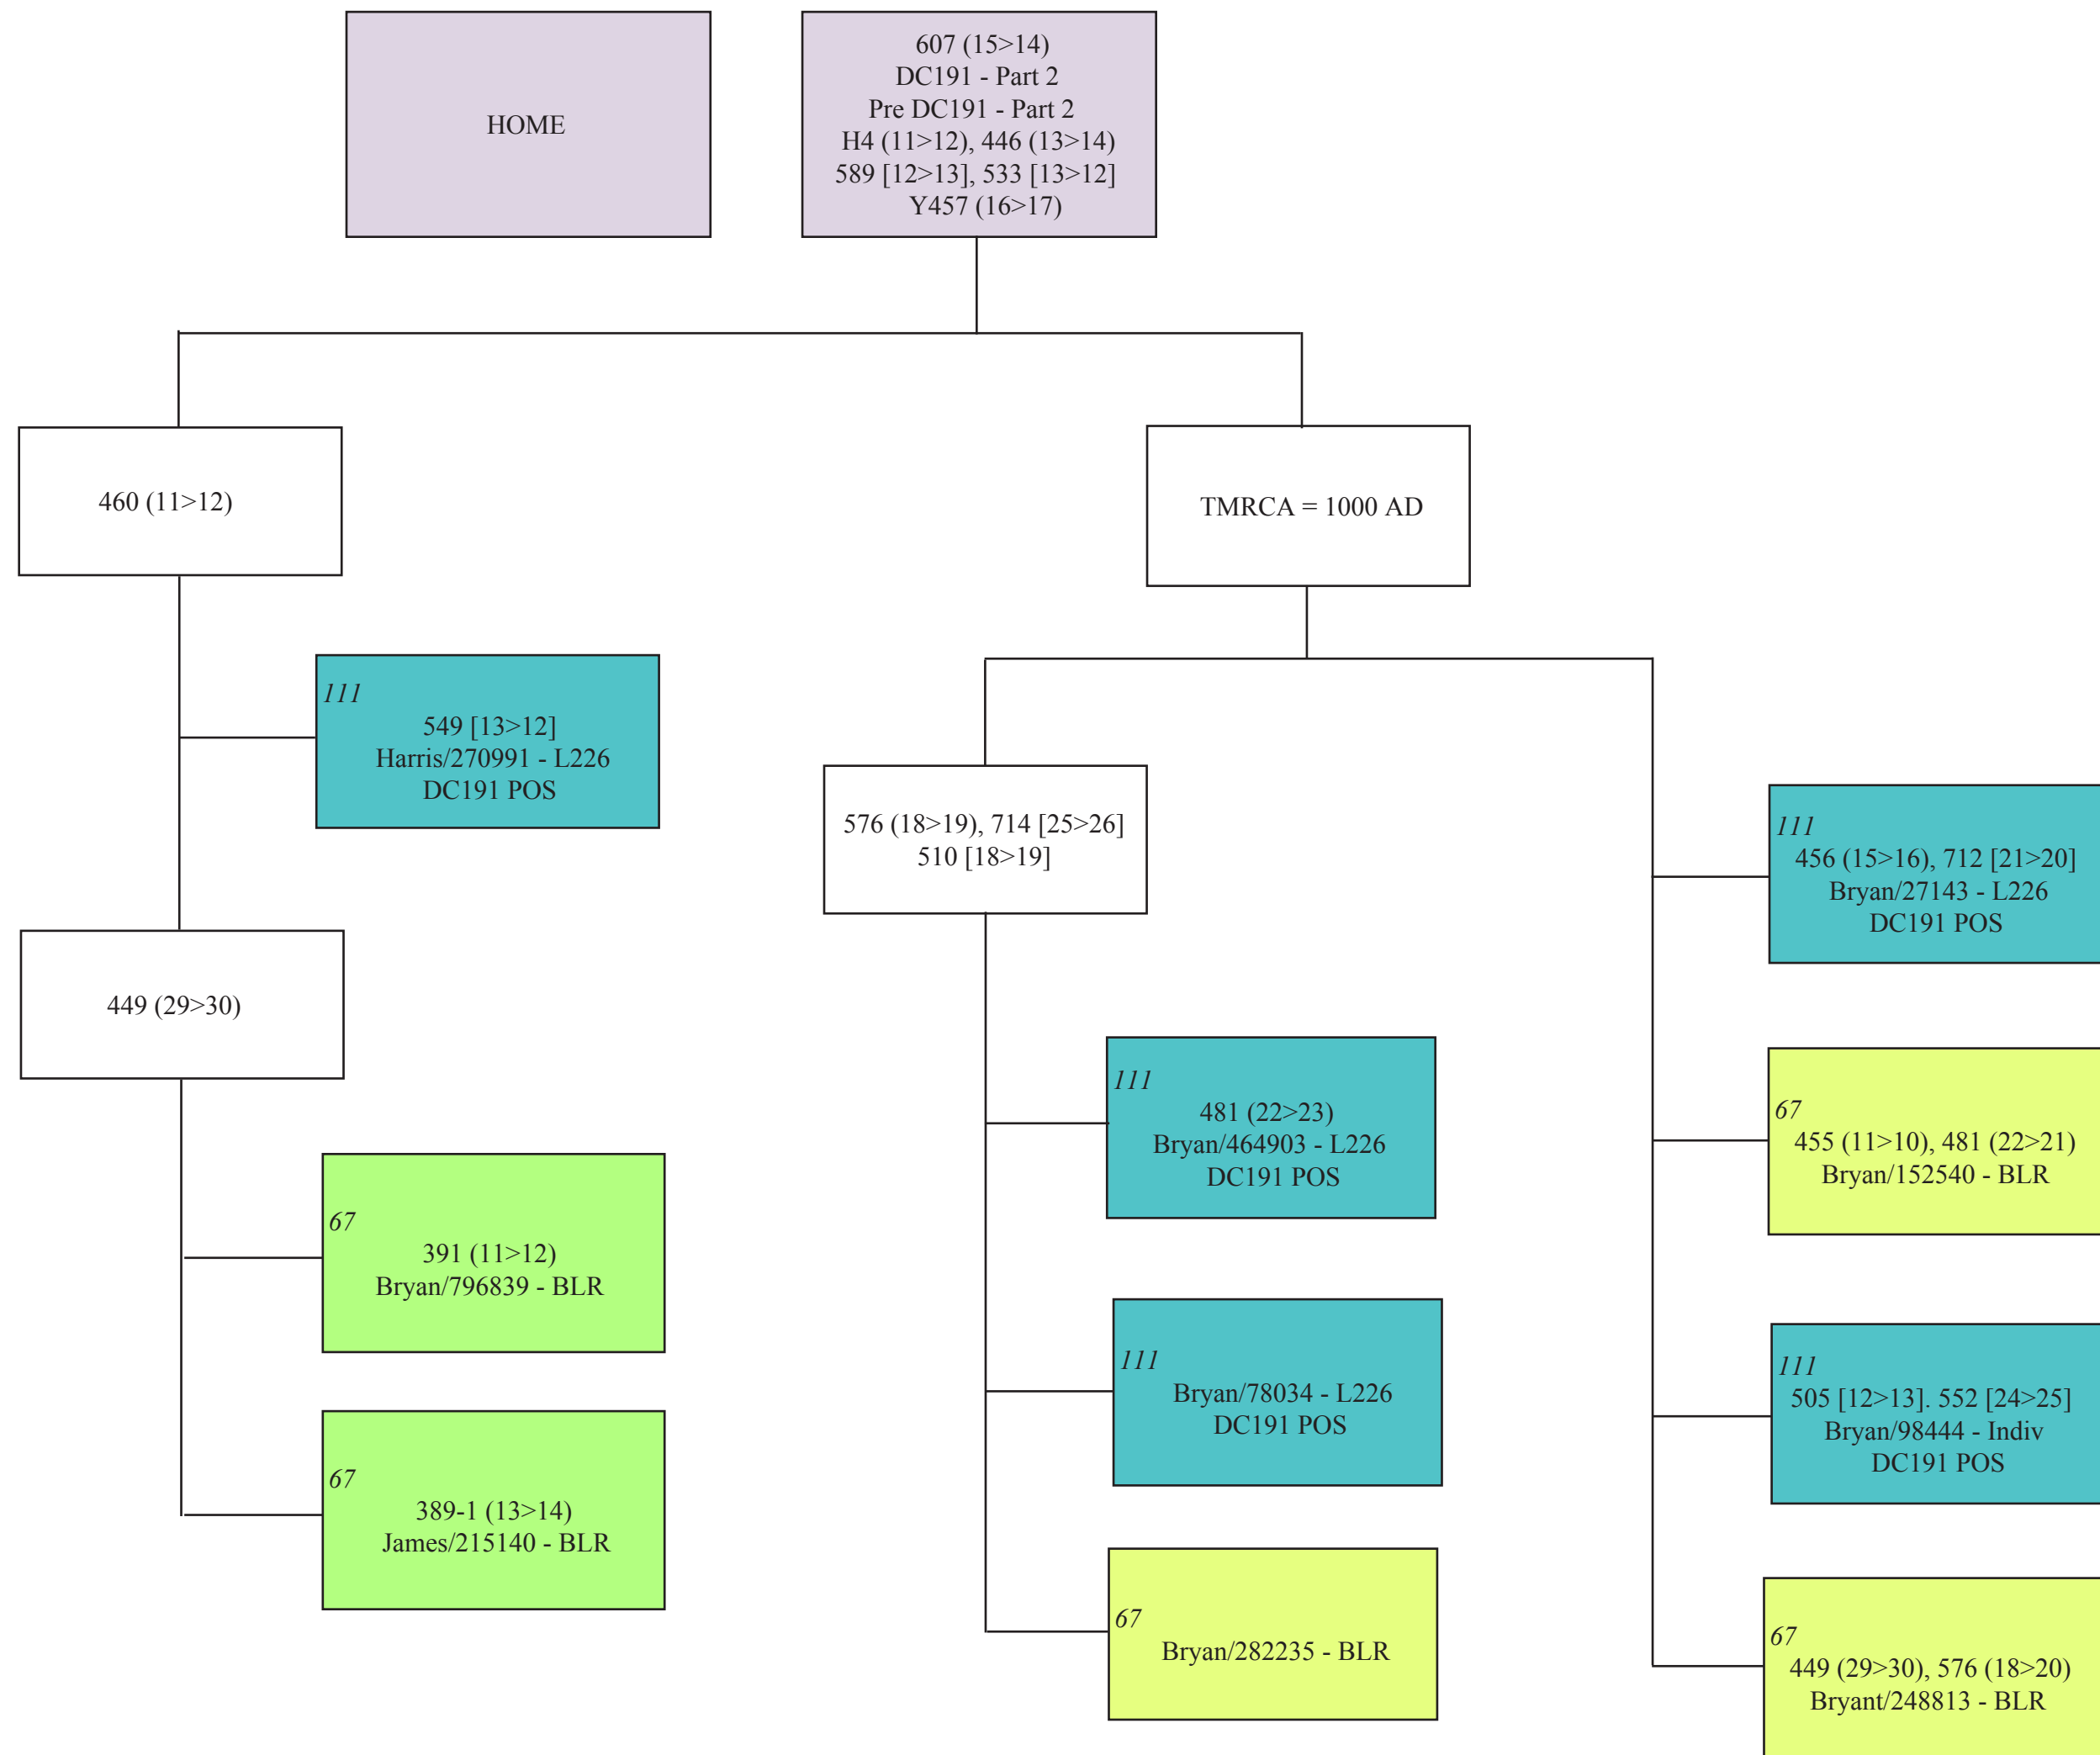 HOME
607 (15>14)
DC191 - Part 2
Pre DC191 - Part 2
H4 (11>12), 446 (13>14)
589 [12>13], 533 [13>12]
Y457 (16>17)
460 (11>12)
TMRCA = 1000 AD
111
549 [13>12]
Harris/270991 - L226
DC191 POS
449 (29>30)
67
391 (11>12)
Bryan/796839 - BLR
67
389-1 (13>14)
James/215140 - BLR
576 (18>19), 714 [25>26]
510 [18>19]
111
481 (22>23)
Bryan/464903 - L226
DC191 POS
111
Bryan/78034 - L226
DC191 POS
67
Bryan/282235 - BLR
111
456 (15>16), 712 [21>20]
Bryan/27143 - L226
DC191 POS
67
455 (11>10), 481 (22>21)
Bryan/152540 - BLR
111
505 [12>13]. 552 [24>25]
Bryan/98444 - Indiv
DC191 POS
67
449 (29>30), 576 (18>20)
Bryant/248813 - BLR